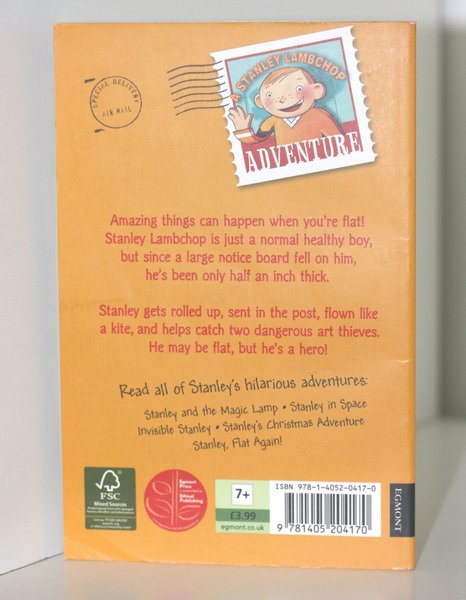 SPECIAL DELIVERY
AIR MAIL
A STANLEY LAMBCHOP
ADVENTURE
Amazing things can happen when you're flat!
Stanley Lambchop is just a normal healthy boy,
but since a large notice board fell on him,
he's been only half an inch thick.
Stanley gets rolled up, sent in the post, flown like
a kite, and helps catch two dangerous art thieves.
He may be flat, but he's a hero!
Read all of Stanley's hilarious adventures:
Stanley and the Magic Lamp • Stanley in Space
Invisible Stanley • Stanley's Christmas Adventure
Stanley, Flat Again!
FSC
Mixed Sources
Egmont
Press
Ethical
Publishing
7+
£3.99
egmont.co.uk
ISBN 978-1-4052-0417-0
9 781405 204170
EGMONT